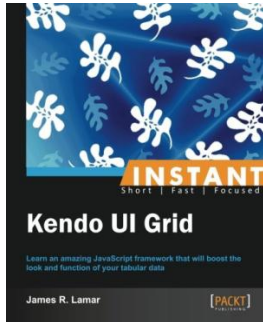 INSTANT
Short | Fast | Focused
Kendo UI Grid
Learn an amazing JavaScript framework that will boost the
look and function of your tabular data
James R. Lamar
[PACKT]
PUBLISHING